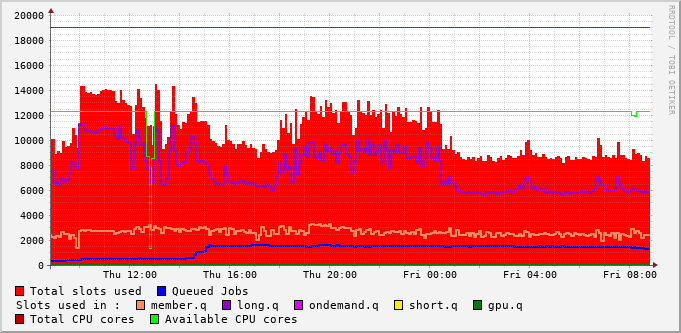 20000
18000
16000
14000
12000
10000
8000
6000
4000
2000
0
Thu 12:00 Thu 16:00 Thu 20:00 Fri 00:00 Fri 04:00 Fri 08:00
Total slots used Queued Jobs
Slots used in : member.q long.q ondemand.q short.q gpu.q
Total CPU cores Available CPU cores
RRDTOOL / TOBI OETIKER